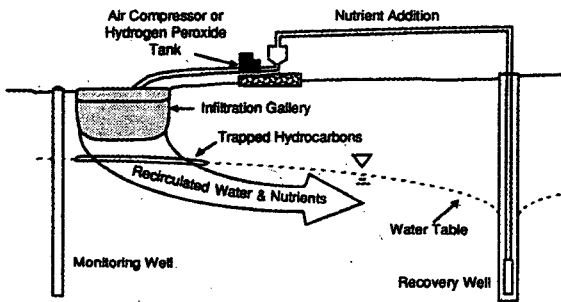 Air Compressor or
Hydrogen Peroxide
Tank
Nutrient Addition
Infiltration Gallery
Trapped Hydrocarbons
Recirculated Water & Nutrients
Water Table
Monitoring Well
Recovery Well